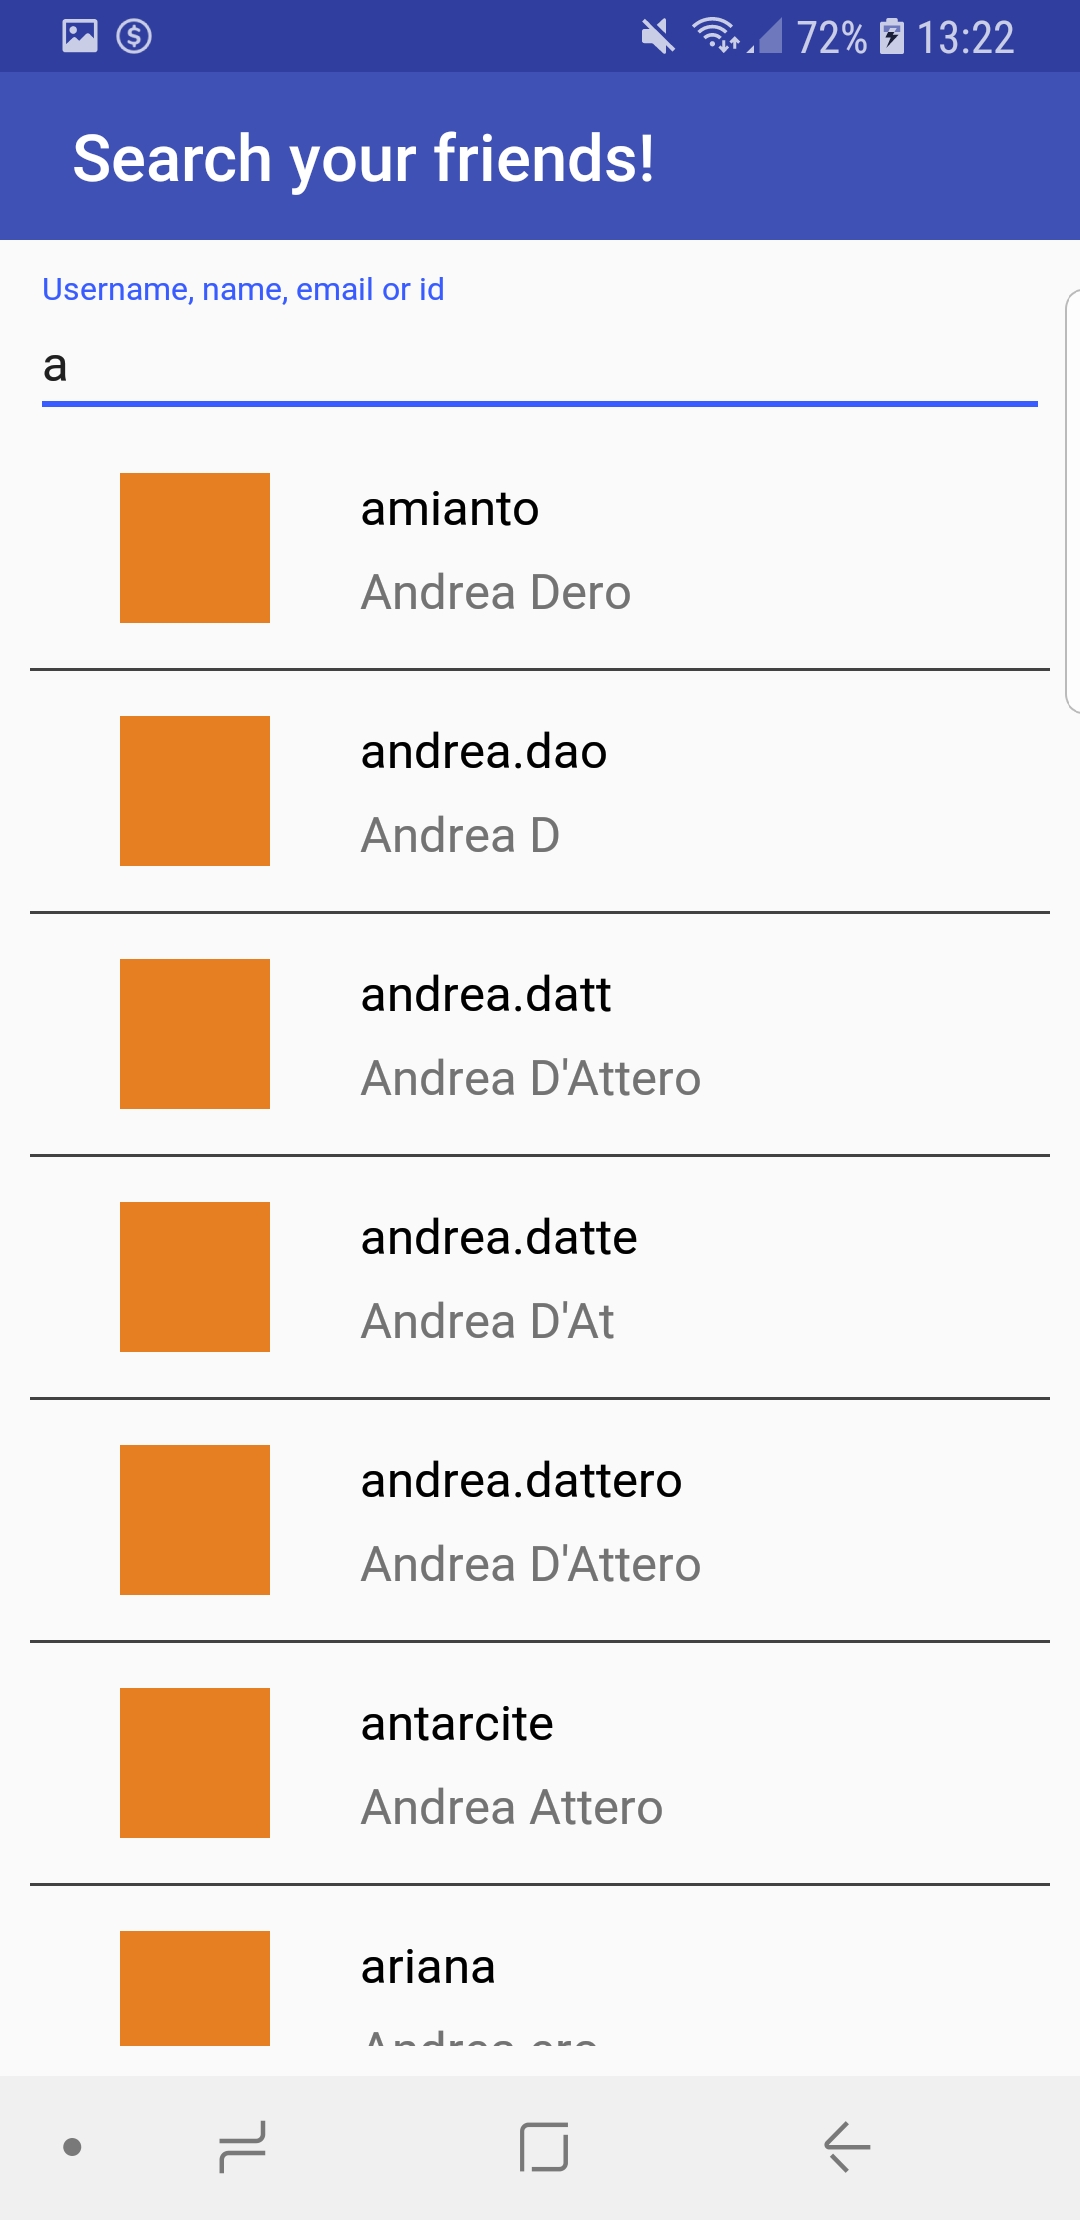 72% 13:22
Search your friends!
Username, name, email or id
a
amianto
Andrea Dero
andrea.dao
Andrea D
andrea.datt
Andrea D'Attero
andrea.datte
Andrea D'At
andrea.dattero
Andrea D'Attero
antarcite
Andrea Attero
ariana
Andrea